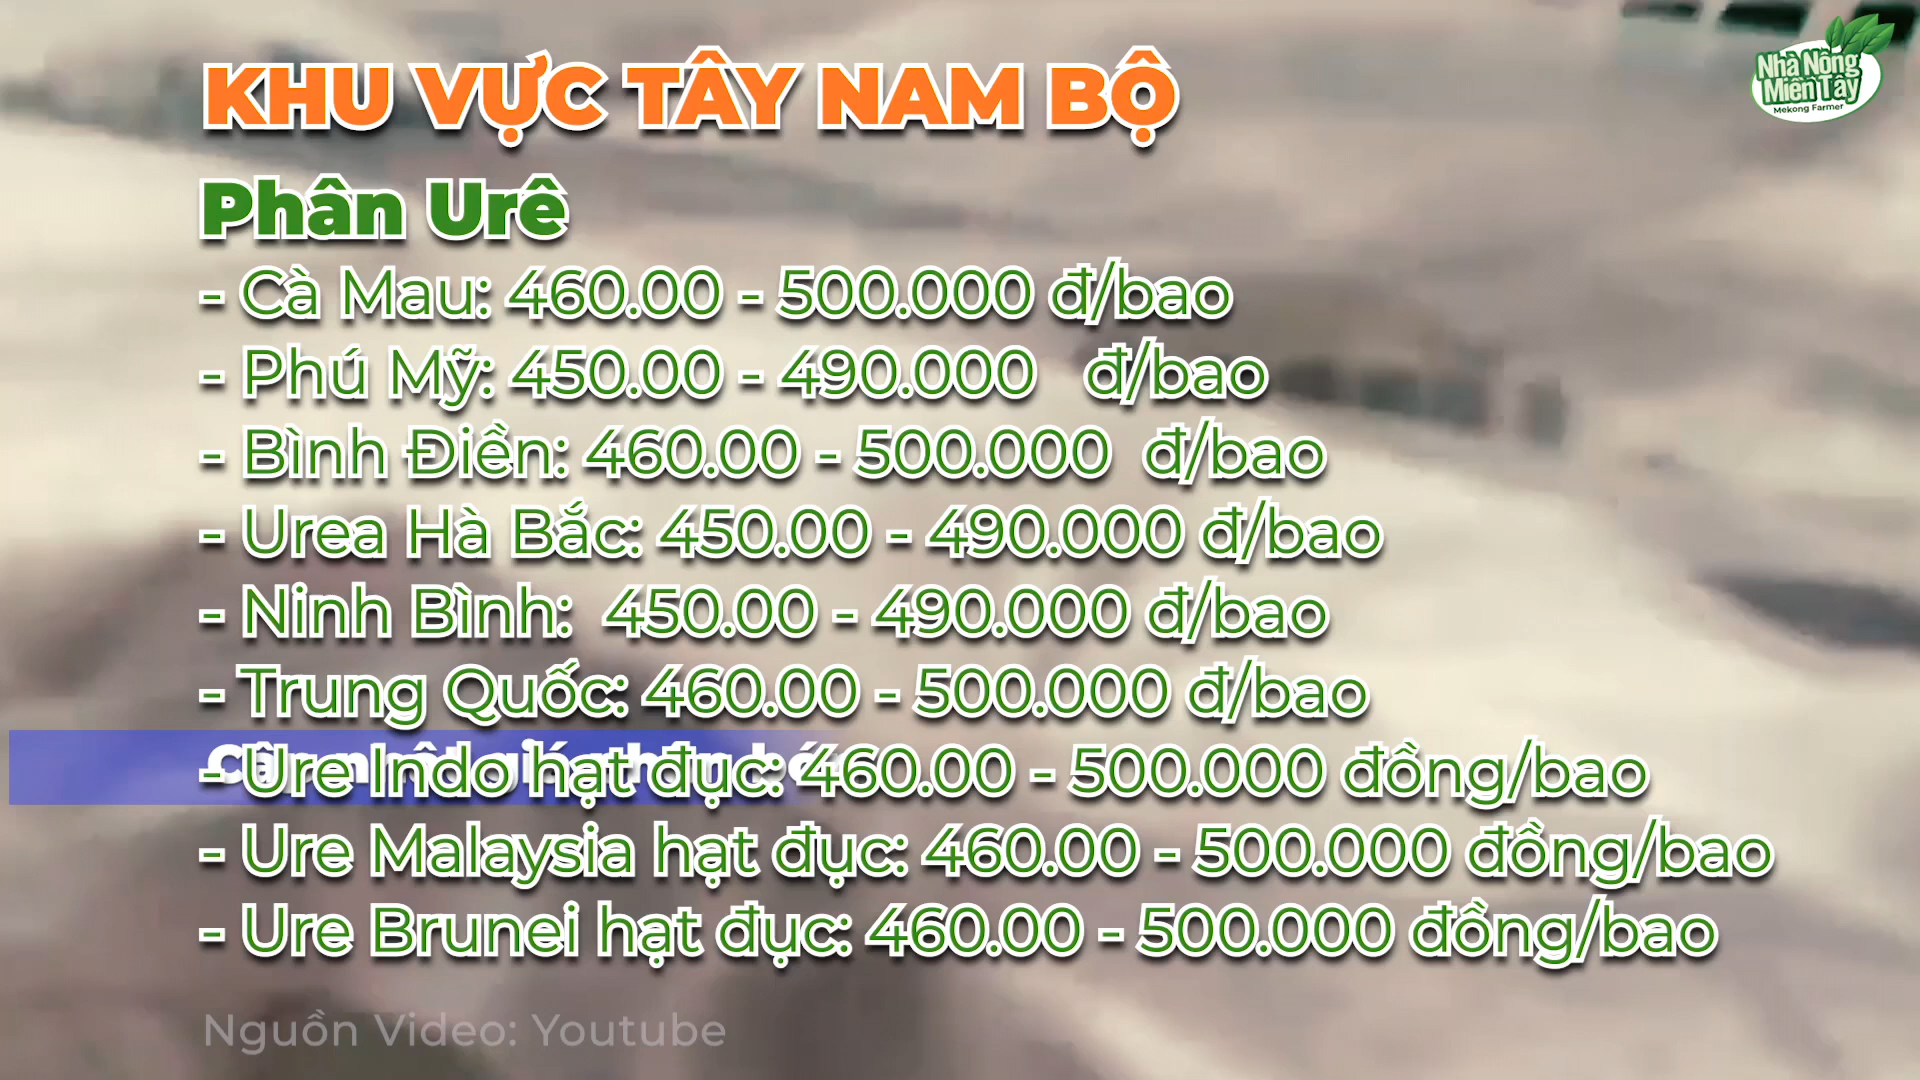 Nhà Nông
Miền Tây
Mekong Farmer
KHU VỰC TÂY NAM BỘ
Phân Urê
- Cà Mau: 460.00 - 500.000 đ/bao
- Phú Mỹ: 450.00 - 490.000 đ/bao
- Bình Điền: 460.00 - 500.000 đ/bao
- Urea Hà Bắc: 450.00 - 490.000 đ/bao
- Ninh Bình: 450.00 - 490.000 đ/bao
- Trung Quốc: 460.00 - 500.000 đ/bao
- Ure Indo hạt đục: 460.00 - 500.000 đồng/bao
- Ure Malaysia hạt đục: 460.00 - 500.000 đồng/bao
- Ure Brunei hạt đục: 460.00 - 500.000 đồng/bao
Nguồn Video: Youtube